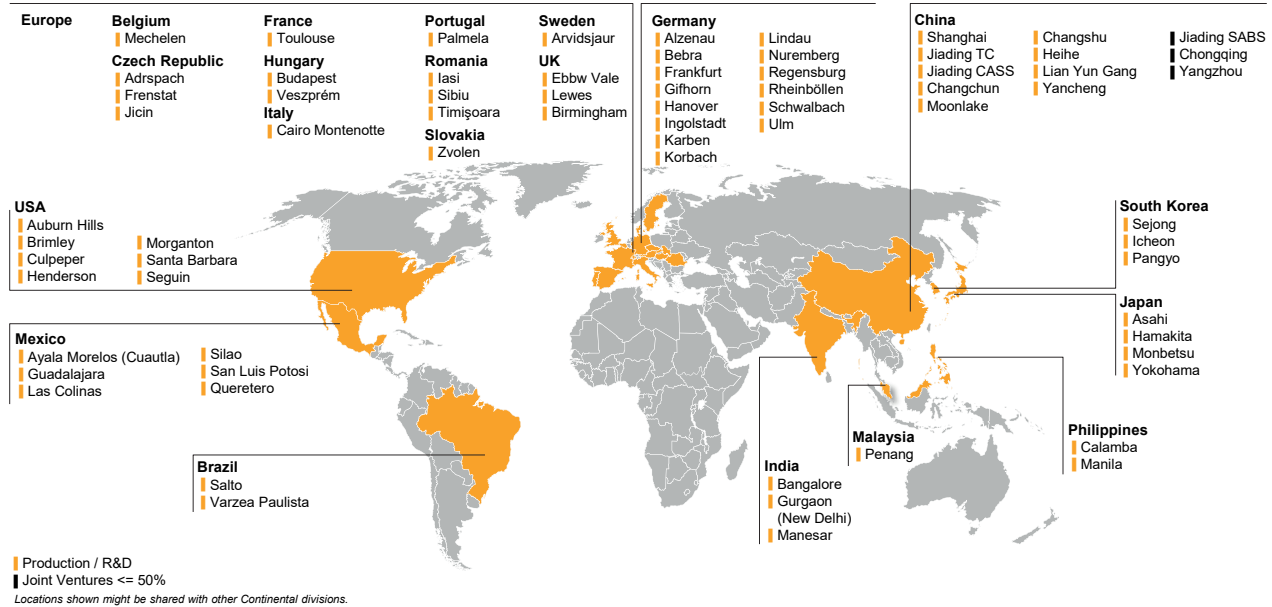 Europe
Belgium
Mechelen
Czech Republic
Adrspach
Frenstat
Jicin
France
Toulouse
Hungary
Budapest
Veszprém
Italy
Cairo Montenotte
Portugal
Palmela
Romania
Iasi
Sibiu
Timişoara
Slovakia
Zvolen
Sweden
Arvidsjaur
UK
Ebbw Vale
Lewes
Birmingham
Germany
Alzenau
Bebra
Frankfurt
Gifhorn
Hanover
Ingolstadt
Karben
Korbach
Lindau
Nuremberg
Regensburg
Rheinböllen
Schwalbach
Ulm
China
Shanghai
Jiading TC
Jiading CASS
Changchun
Moonlake
Changshu
Heihe
Lian Yun Gang
Yancheng
Jiading SABS
Chongqing
Yangzhou
USA
Auburn Hills
Brimley
Culpeper
Henderson
Morganton
Santa Barbara
Seguin
South Korea
Sejong
Icheon
Pangyo
Japan
Asahi
Hamakita
Monbetsu
Yokohama
Mexico
Ayala Morelos (Cuautla)
Guadalajara
Las Colinas
Silao
San Luis Potosi
Queretero
Brazil
Salto
Varzea Paulista
India
Bangalore
Gurgaon
(New Delhi)
Manesar
Malaysia
Penang
Philippines
Calamba
Manila
Production / R&D
Joint Ventures <= 50%
Locations shown might be shared with other Continental divisions.